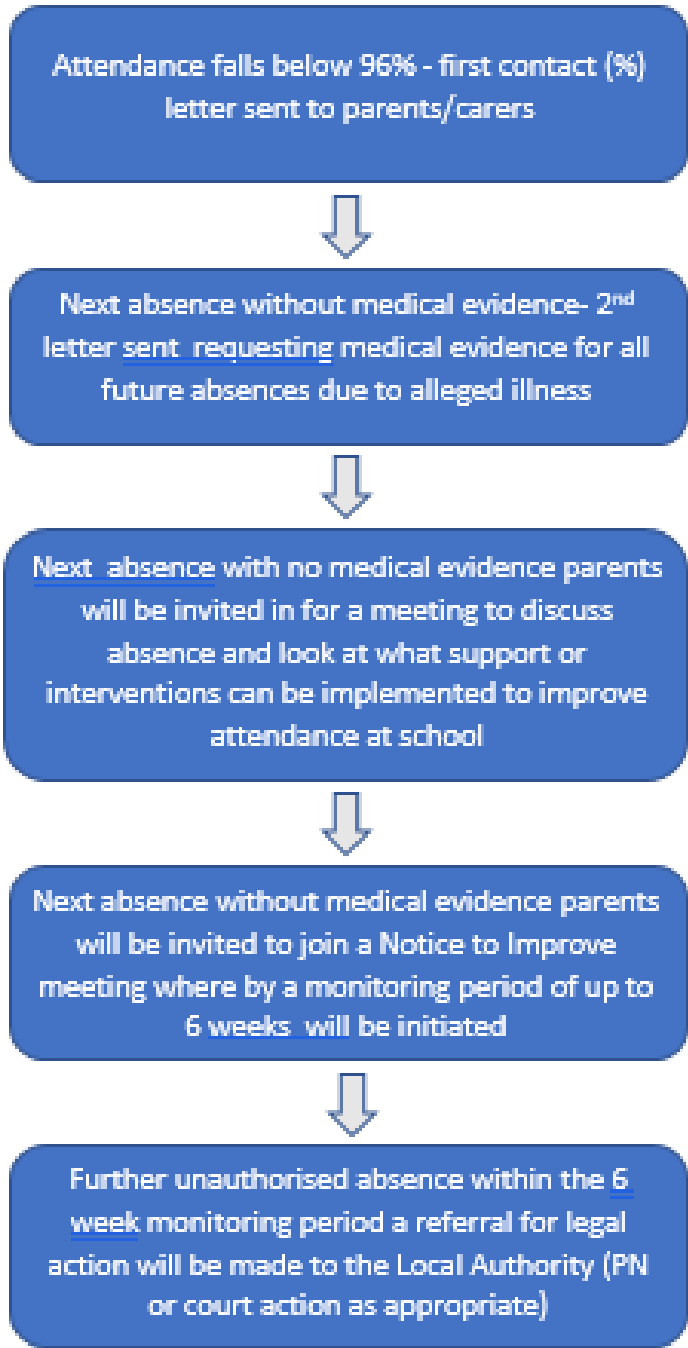 Attendance falls below 96% - first contact (%)
letter sent to parents/carers
Next absence without medical evidence- 2nd
letter sent  requesting medical evidence for all
future absences due to alleged illness
Next  absence with no medical evidence parents
will be invited in for a meeting to discuss
absence and look at what support or
interventions can be implemented to improve
attendance at school
Next absence without medical evidence parents
will be invited to join a Notice to Improve
meeting where by a monitoring period of up to
6 weeks  will be initiated
Further unauthorised absence within the 6
week monitoring period a referral for legal
action will be made to the Local Authority (PN
or court action as appropriate)